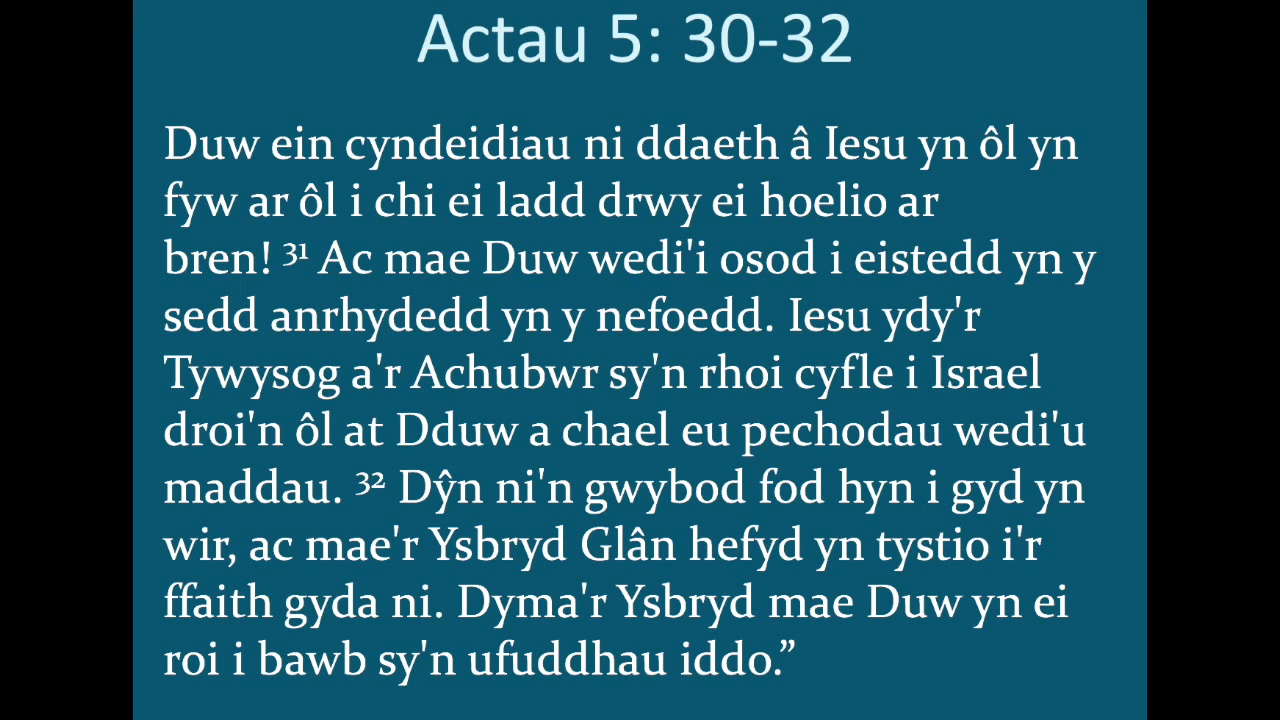 Actau 5: 30-32
Duw ein cyndeidiau ni ddaeth â Iesu yn ôl yn
fyw ar ôl i chi ei ladd drwy ei hoelio ar
bren! ³¹ Ac mae Duw wedi'i osod i eistedd yn y
sedd anrhydedd yn y nefoedd. Iesu ydy'r
Tywysog a'r Achubwr sy'n rhoi cyfle i Israel
droi'n ôl at Dduw a chael eu pechodau wedi'u
maddau. ³² Dŷn ni'n gwybod fod hyn i gyd yn
wir, ac mae'r Ysbryd Glân hefyd yn tystio i'r
ffaith gyda ni. Dyma'r Ysbryd mae Duw yn ei
roi i bawb sy'n ufuddhau iddo.”